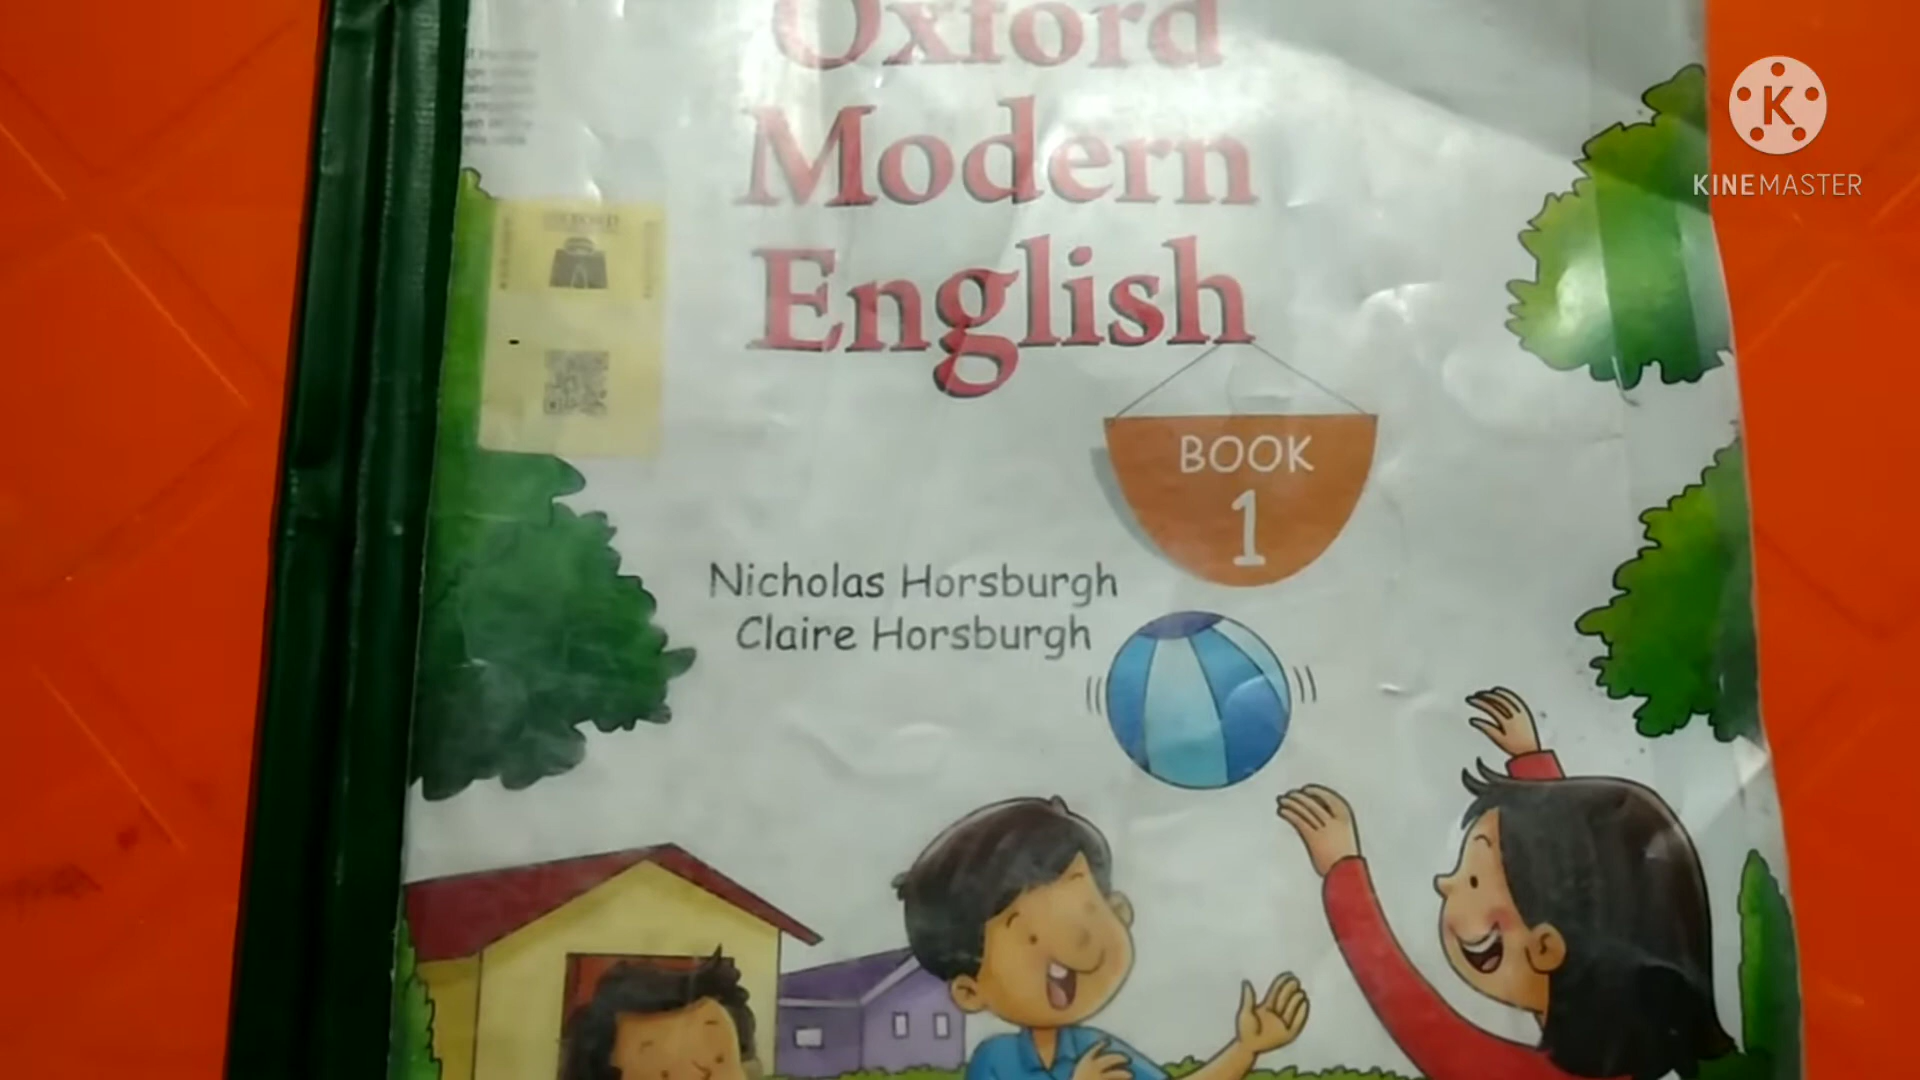 Oxford
Modern
English
BOOK
1
Nicholas Horsburgh
Claire Horsburgh
K
KINEMASTER